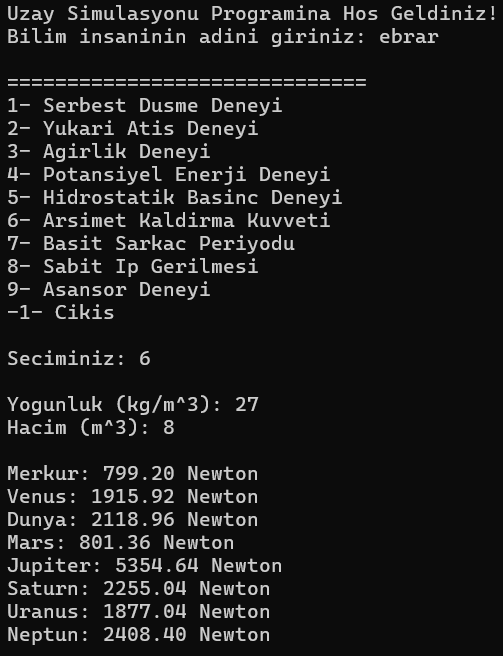 Uzay Simulasyonu Programina Hos Geldiniz!
Bilim insaninin adini giriniz: ebrar
==============================
1- Serbest Dusme Deneyi
2- Yukari Atis Deneyi
3- Agirlik Deneyi
4- Potansiyel Enerji Deneyi
5- Hidrostatik Basinc Deneyi
6- Arsimet Kaldirma Kuvveti
7- Basit Sarkac Periyodu
8- Sabit Ip Gerilmesi
9- Asansor Deneyi
-1- Cikis
Seciminiz: 6
Yogunluk (kg/m^3): 27
Hacim (m^3): 8
Merkur: 799.20 Newton
Venus: 1915.92 Newton
Dunya: 2118.96 Newton
Mars: 801.36 Newton
Jupiter: 5354.64 Newton
Saturn: 2255.04 Newton
Uranus: 1877.04 Newton
Neptun: 2408.40 Newton